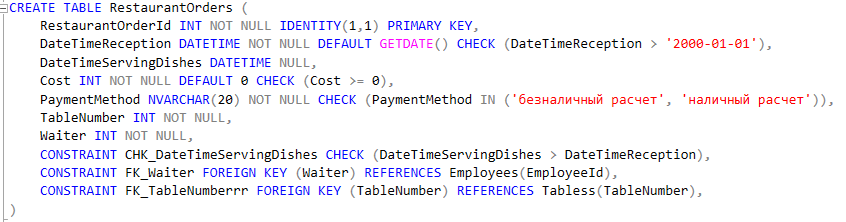 CREATE TABLE RestaurantOrders (
RestaurantOrderId INT NOT NULL IDENTITY(1,1) PRIMARY KEY,
DateTimeReception DATETIME NOT NULL DEFAULT GETDATE() CHECK (DateTimeReception > '2000-01-01'),
DateTimeServingDishes DATETIME NULL,
Cost INT NOT NULL DEFAULT 0 CHECK (Cost >= 0),
PaymentMethod NVARCHAR(20) NOT NULL CHECK (PaymentMethod IN ('безналичный расчет', 'наличный расчет')),
TableNumber INT NOT NULL,
Waiter INT NOT NULL,
CONSTRAINT CHK_DateTimeServingDishes CHECK (DateTimeServingDishes > DateTimeReception),
CONSTRAINT FK_Waiter FOREIGN KEY (Waiter) REFERENCES Employees(EmployeeId),
CONSTRAINT FK_TableNumberrr FOREIGN KEY (TableNumber) REFERENCES Tabless(TableNumber),
)